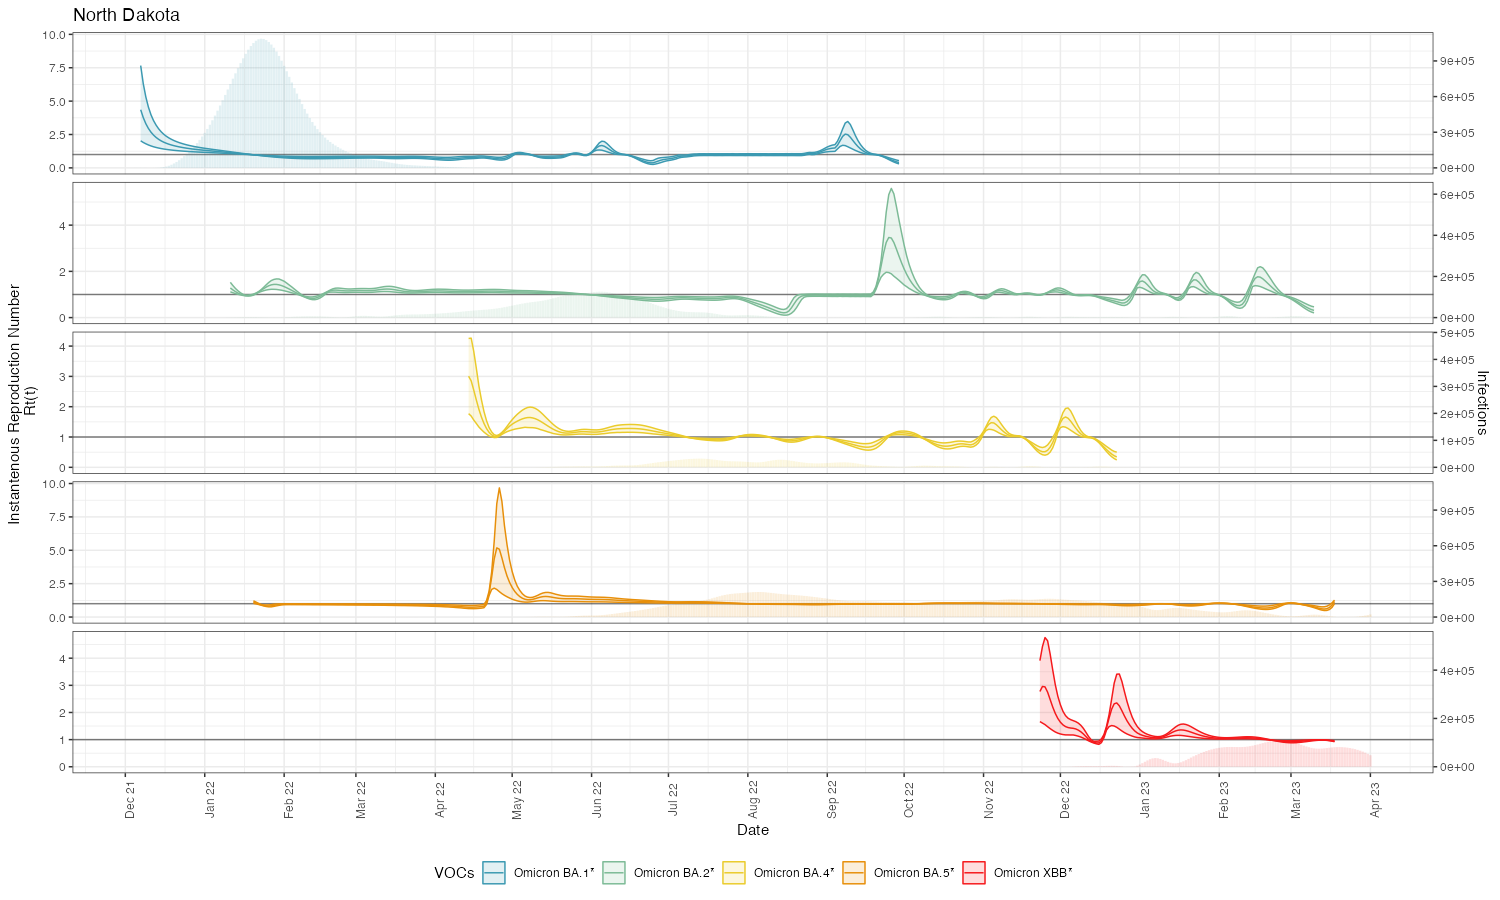 North Dakota
Instantenous Reproduction Number
Rt(t)
Infections
10.0
7.5
5.0
2.5
0.0
9e+05
6e+05
3e+05
0e+00
4
2
0
6e+05
4e+05
2e+05
0e+00
4
3
2
1
0
5e+05
4e+05
3e+05
2e+05
1e+05
0e+00
10.0
7.5
5.0
2.5
0.0
9e+05
6e+05
3e+05
0e+00
4
3
2
1
0
4e+05
2e+05
0e+00
Dec 21
Jan 22
Feb 22
Mar 22
Apr 22
May 22
Jun 22
Jul 22
Aug 22
Sep 22
Oct 22
Nov 22
Dec 22
Jan 23
Feb 23
Mar 23
Apr 23
Date
VOCs Omicron BA.1* Omicron BA.2* Omicron BA.4* Omicron BA.5* Omicron XBB*